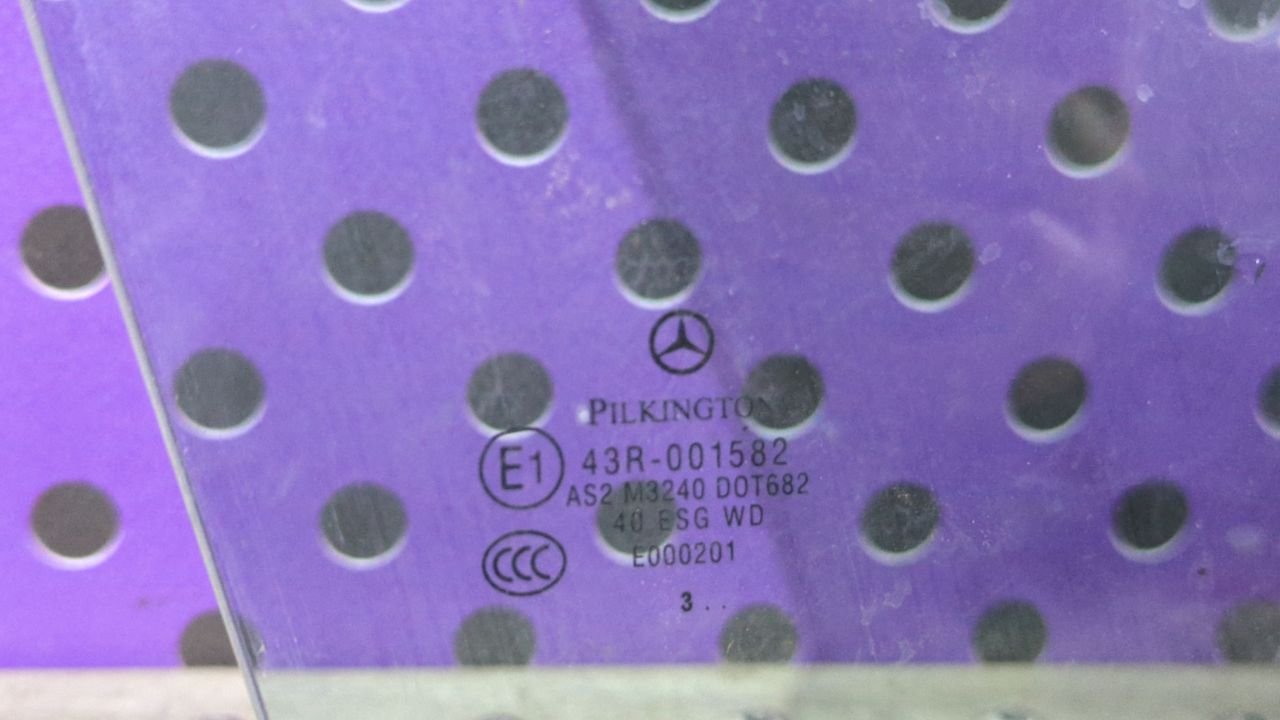 PILKINGTON
E1 43R-001582
AS2 M3240 DOT682
40 ESG WD
CCC E000201
3 . .